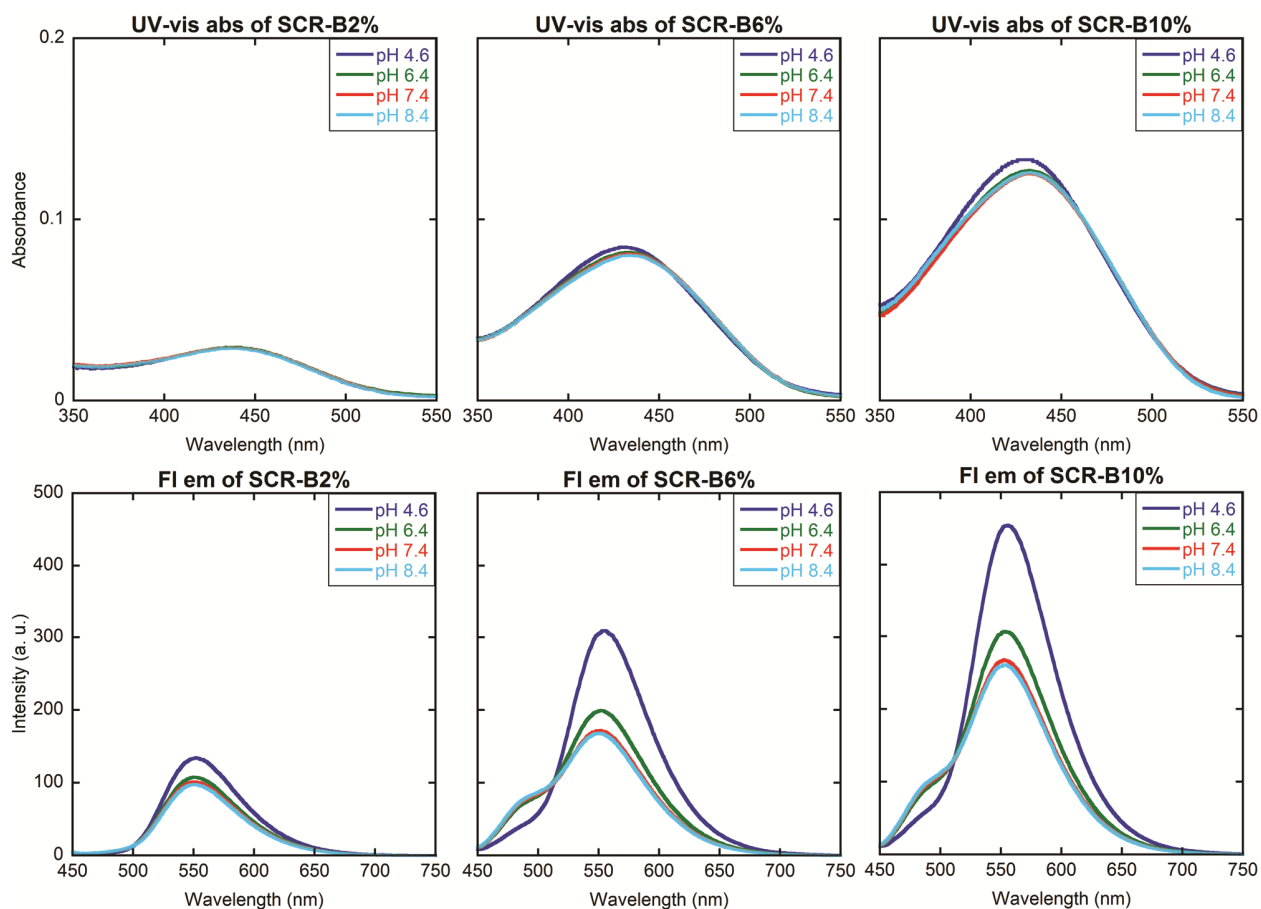 UV-vis abs of SCR-B2%
UV-vis abs of SCR-B6%
UV-vis abs of SCR-B10%
0.2
0.1
0
Absorbance
pH 4.6
pH 6.4
pH 7.4
pH 8.4
350 400 450 500 550
Wavelength (nm)
pH 4.6
pH 6.4
pH 7.4
pH 8.4
350 400 450 500 550
Wavelength (nm)
pH 4.6
pH 6.4
pH 7.4
pH 8.4
350 400 450 500 550
Wavelength (nm)
Fl em of SCR-B2%
Fl em of SCR-B6%
Fl em of SCR-B10%
500
400
300
200
100
0
Intensity (a. u.)
pH 4.6
pH 6.4
pH 7.4
pH 8.4
450 500 550 600 650 700 750
Wavelength (nm)
pH 4.6
pH 6.4
pH 7.4
pH 8.4
450 500 550 600 650 700 750
Wavelength (nm)
pH 4.6
pH 6.4
pH 7.4
pH 8.4
450 500 550 600 650 700 750
Wavelength (nm)